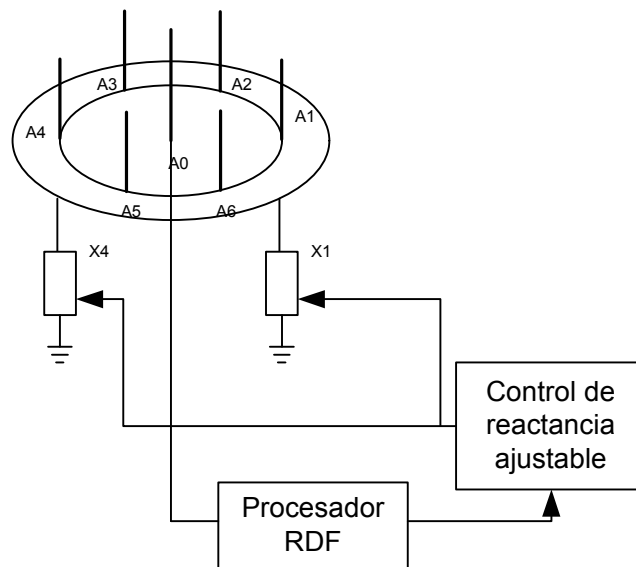 A3
A2
A1
A4
A0
A5
A6
X4
X1
Control de
reactancia
ajustable
Procesador
RDF